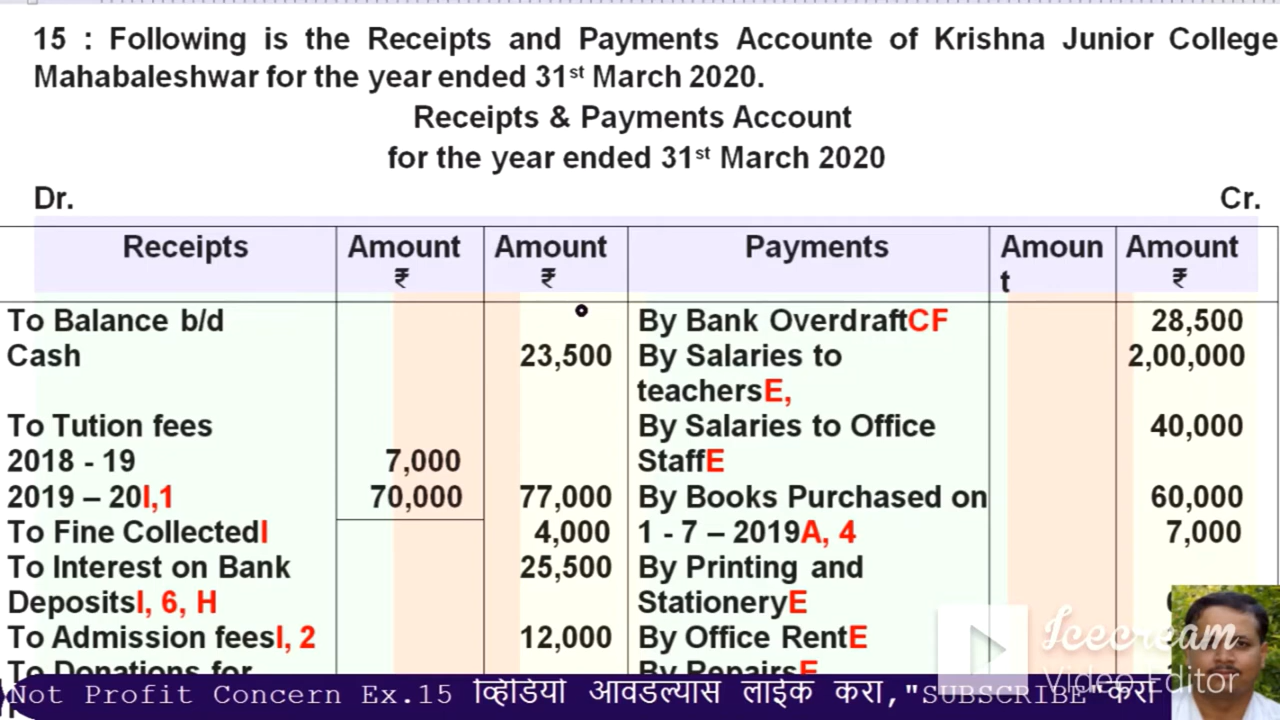 15 : Following is the Receipts and Payments Accounte of Krishna Junior College
Mahabaleshwar for the year ended 31st March 2020.
Receipts & Payments Account
for the year ended 31st March 2020
Dr. Cr.
Receipts Amount Amount Payments Amoun Amount
₹ ₹ t ₹
To Balance b/d By Bank OverdraftCF 28,500
Cash 23,500 By Salaries to 2,00,000
teachersE,
To Tution fees By Salaries to Office 40,000
2018 - 19 7,000 StaffE
2019 – 20I,1 70,000 77,000 By Books Purchased on 60,000
To Fine CollectedI 4,000 1 - 7 – 2019A, 4 7,000
To Interest on Bank 25,500 By Printing and
DepositsI, 6, H StationeryE
To Admission feesI, 2 12,000 By Office RentE
To Donations for By RepairsE
Icecream
Video Editor
Not Profit Concern Ex.15 व्हिडियो आवडल्यास लाईक करा,"SUBSCRIBE"करा